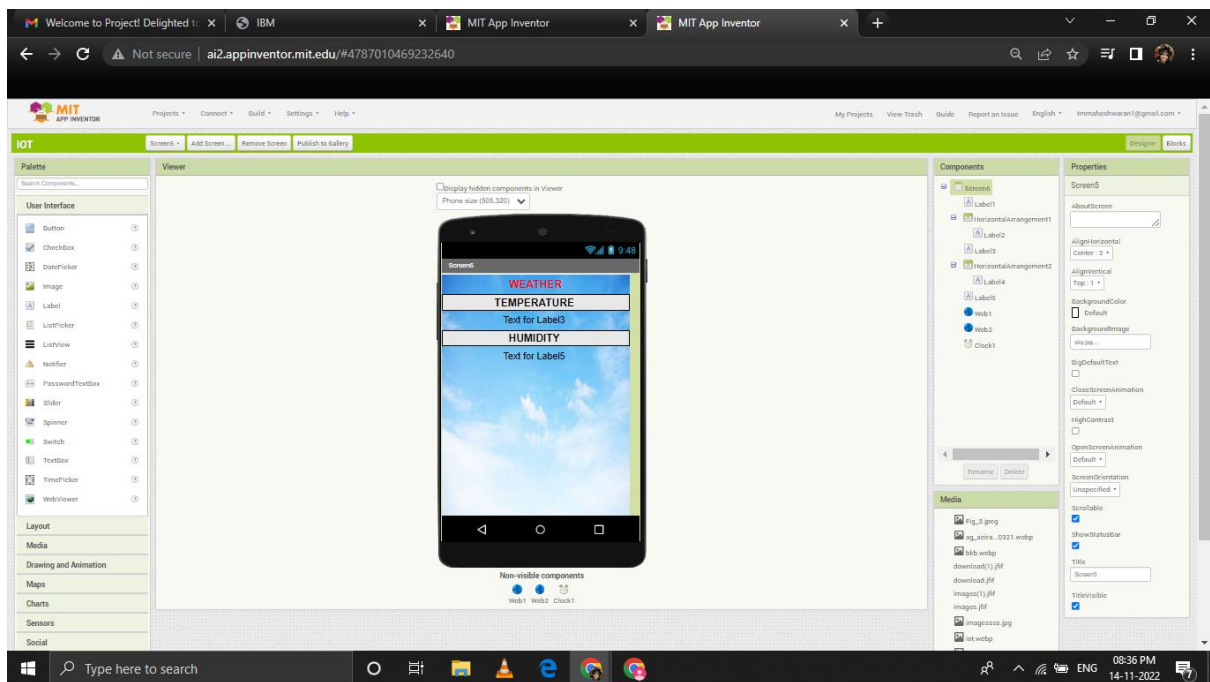 Welcome to Project! Delighted to
IBM
MIT App Inventor
MIT App Inventor
Not secure | ai2.appinventor.mit.edu/#4787010469232640
MIT
APP INVENTOR
Projects
Connect
Build
Settings
Help
My Projects
View Trash
Guide
Report an Issue
English
tmmaheshwaran1@gmail.com
IOT
Screen5
Add Screen ...
Remove Screen
Publish to Gallery
Designer
Blocks
Palette
Search Components...
User Interface
Button
CheckBox
DatePicker
Image
Label
ListPicker
ListView
Notifier
PasswordTextBox
Slider
Spinner
Switch
TextBox
TimePicker
WebViewer
Layout
Media
Drawing and Animation
Maps
Charts
Sensors
Social
Viewer
Display hidden components in Viewer
Phone size (505,320)
9:48
Screen5
WEATHER
TEMPERATURE
Text for Label3
HUMIDITY
Text for Label5
Non-visible components
Web1 Web2 Clock1
Components
Screen5
Label1
HorizontalArrangement1
Label2
Label3
HorizontalArrangement2
Label4
Label5
Web1
Web2
Clock1
Rename
Delete
Media
Fig_3.jpeg
ag_aeira...0321.webp
bkb.webp
download(1).jfif
download.jfif
images(1).jfif
images.jfif
imagessss.jpg
iot.webp
Properties
Screen5
AboutScreen
AlignHorizontal
Center : 3
AlignVertical
Top : 1
BackgroundColor
Default
BackgroundImage
BigDefaultText
CloseScreenAnimation
Default
HighContrast
OpenScreenAnimation
Default
ScreenOrientation
Unspecified
Scrollable
ShowStatusBar
Title
Screen5
TitleVisible
Type here to search
ENG
08:36 PM
14-11-2022
7